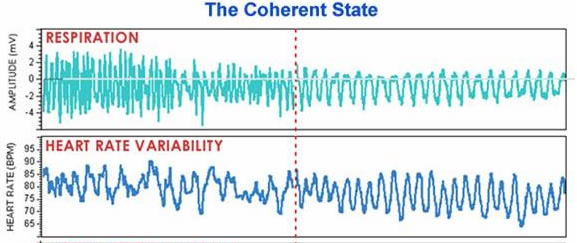 The Coherent State
RESPIRATION
AMPLITUDE (mV)
4
2
0
-2
-4
HEART RATE VARIABILITY
HEART RATE (BPM)
95
90
85
80
75
70
65